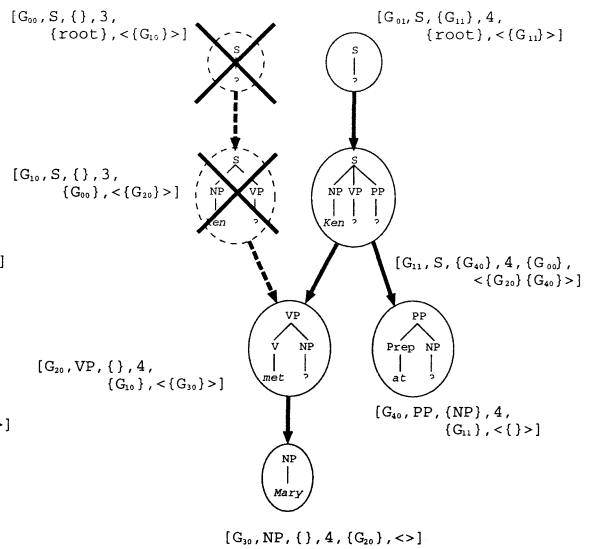 [G₀₀,S,{},3,
{root},<{G₁₀}>]
[G₀₁,S,{G₁₁},4,
{root},<{G₁₁}>]
S
?
S
?
[G₁₀,S,{},3,
{G₀₀},<{G₂₀}>]
S
NP VP
Ken ?
S
NP VP PP
Ken ? ?
]
[G₁₁,S,{G₄₀},4,{G₀₀},
<{G₂₀}{G₄₀}>]
VP
V NP
met ?
PP
Prep NP
at ?
[G₂₀,VP,{},4,
{G₁₀},<{G₃₀}>]
[G₄₀,PP,{NP},4,
{G₁₁},<{}>]
>]
NP
Mary
[G₃₀,NP,{},4,{G₂₀},<>]